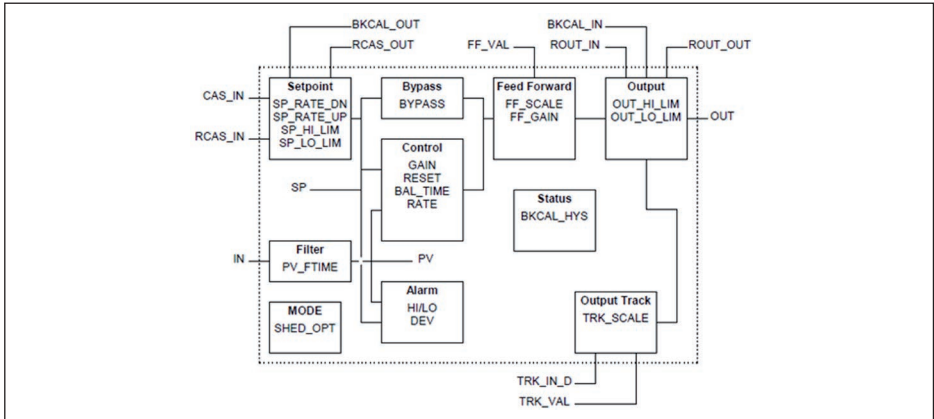 BKCAL_OUT
RCAS_OUT
FF_VAL
BKCAL_IN
ROUT_IN
ROUT_OUT
CAS_IN
RCAS_IN
Setpoint
SP_RATE_DN
SP_RATE_UP
SP_HI_LIM
SP_LO_LIM
Bypass
BYPASS
Feed Forward
FF_SCALE
FF_GAIN
Output
OUT_HI_LIM
OUT_LO_LIM
OUT
Control
GAIN
RESET
BAL_TIME
RATE
SP
Status
BKCAL_HYS
IN
Filter
PV_FTIME
PV
MODE
SHED_OPT
Alarm
HI/LO
DEV
Output Track
TRK_SCALE
TRK_IN_D
TRK_VAL